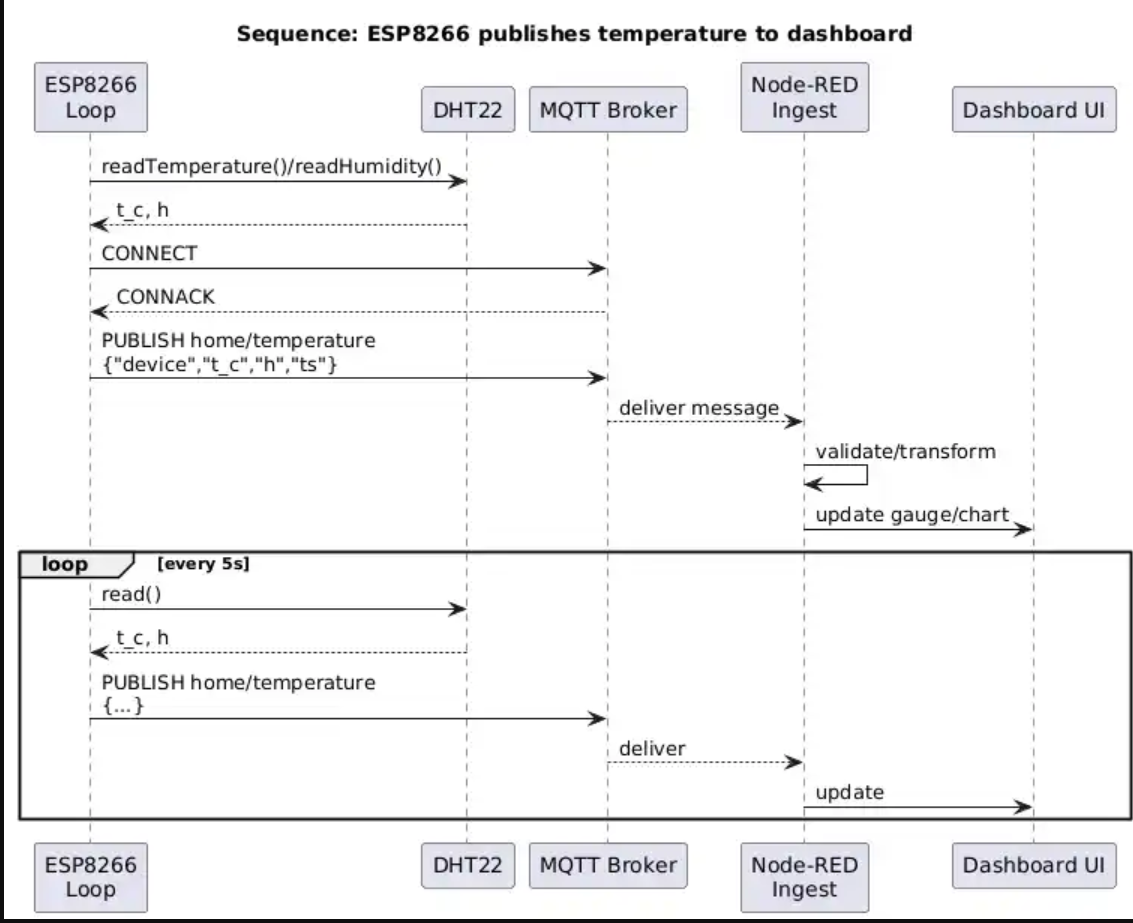 Sequence: ESP8266 publishes temperature to dashboard
ESP8266
Loop
DHT22
MQTT Broker
Node-RED
Ingest
Dashboard UI
readTemperature()/readHumidity()
t_c, h
CONNECT
CONNACK
PUBLISH home/temperature
{"device","t_c","h","ts"}
deliver message
validate/transform
update gauge/chart
loop [every 5s]
read()
t_c, h
PUBLISH home/temperature
{...}
deliver
update
ESP8266
Loop
DHT22
MQTT Broker
Node-RED
Ingest
Dashboard UI